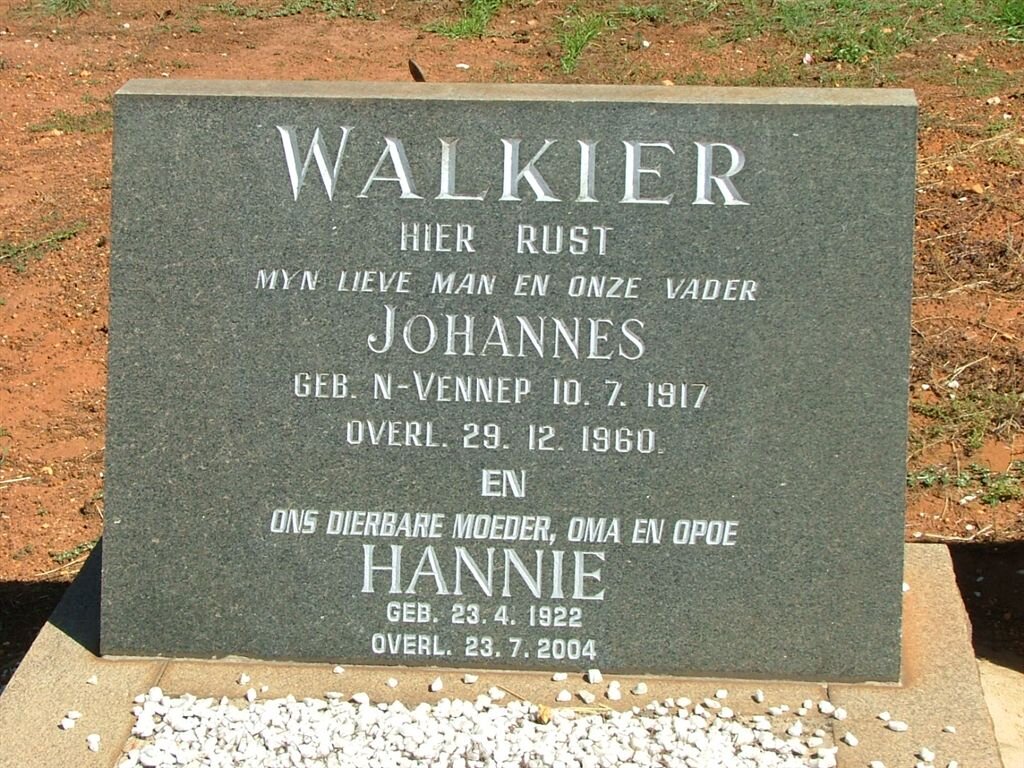 WALKIER
HIER RUST
MYN LIEVE MAN EN ONZE VADER
JOHANNES
GEB. N-VENNEP 10. 7. 1917
OVERL. 29. 12. 1960.
EN
ONS DIERBARE MOEDER, OMA EN OPOE
HANNIE
GEB. 23. 4. 1922
OVERL. 23. 7. 2004